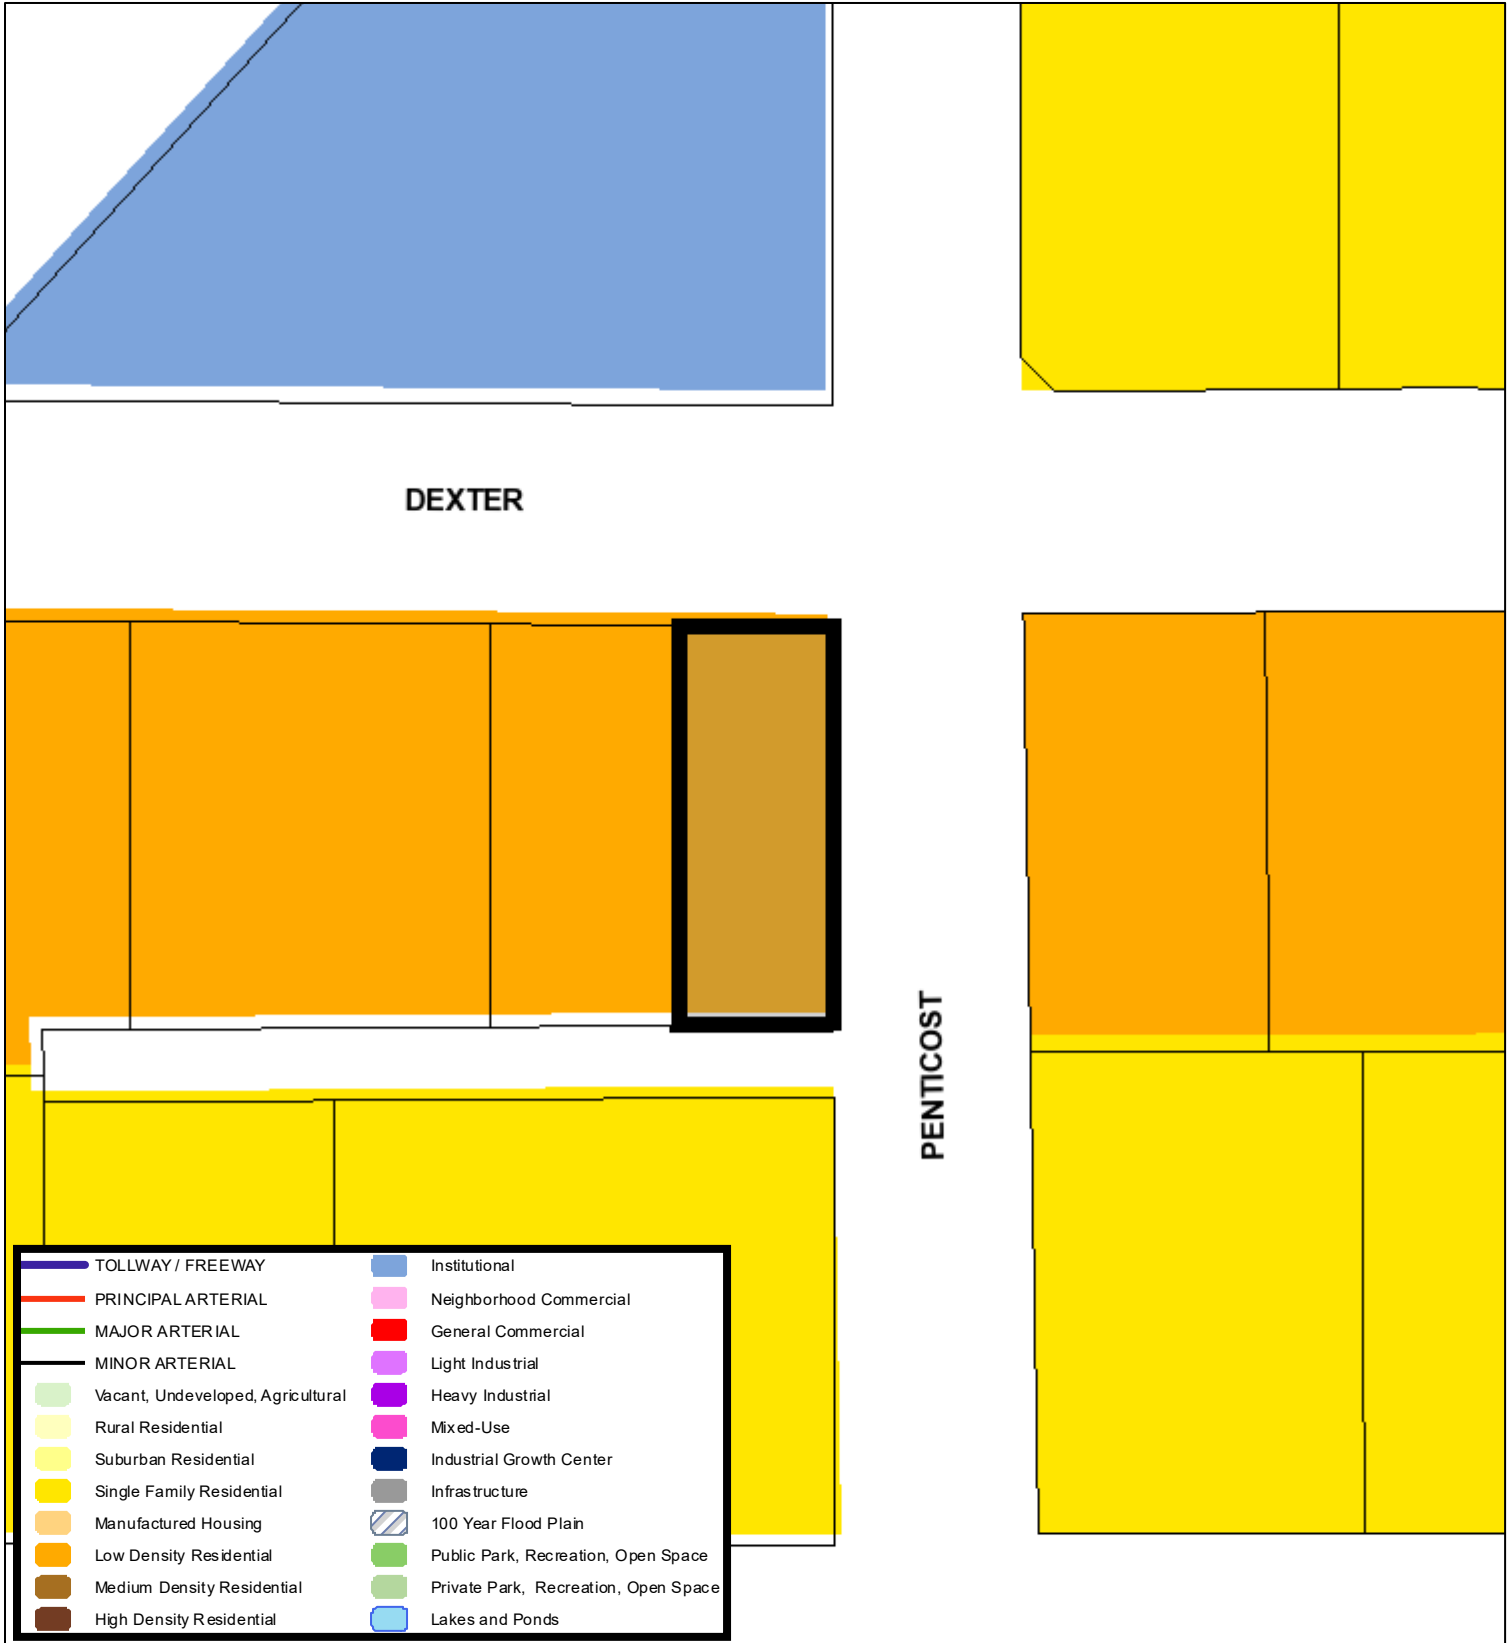 DEXTER
PENTICOST
TOLLWAY / FREEWAY
PRINCIPAL ARTERIAL
MAJOR ARTERIAL
MINOR ARTERIAL
Vacant, Undeveloped, Agricultural
Rural Residential
Suburban Residential
Single Family Residential
Manufactured Housing
Low Density Residential
Medium Density Residential
High Density Residential
Institutional
Neighborhood Commercial
General Commercial
Light Industrial
Heavy Industrial
Mixed-Use
Industrial Growth Center
Infrastructure
100 Year Flood Plain
Public Park, Recreation, Open Space
Private Park, Recreation, Open Space
Lakes and Ponds